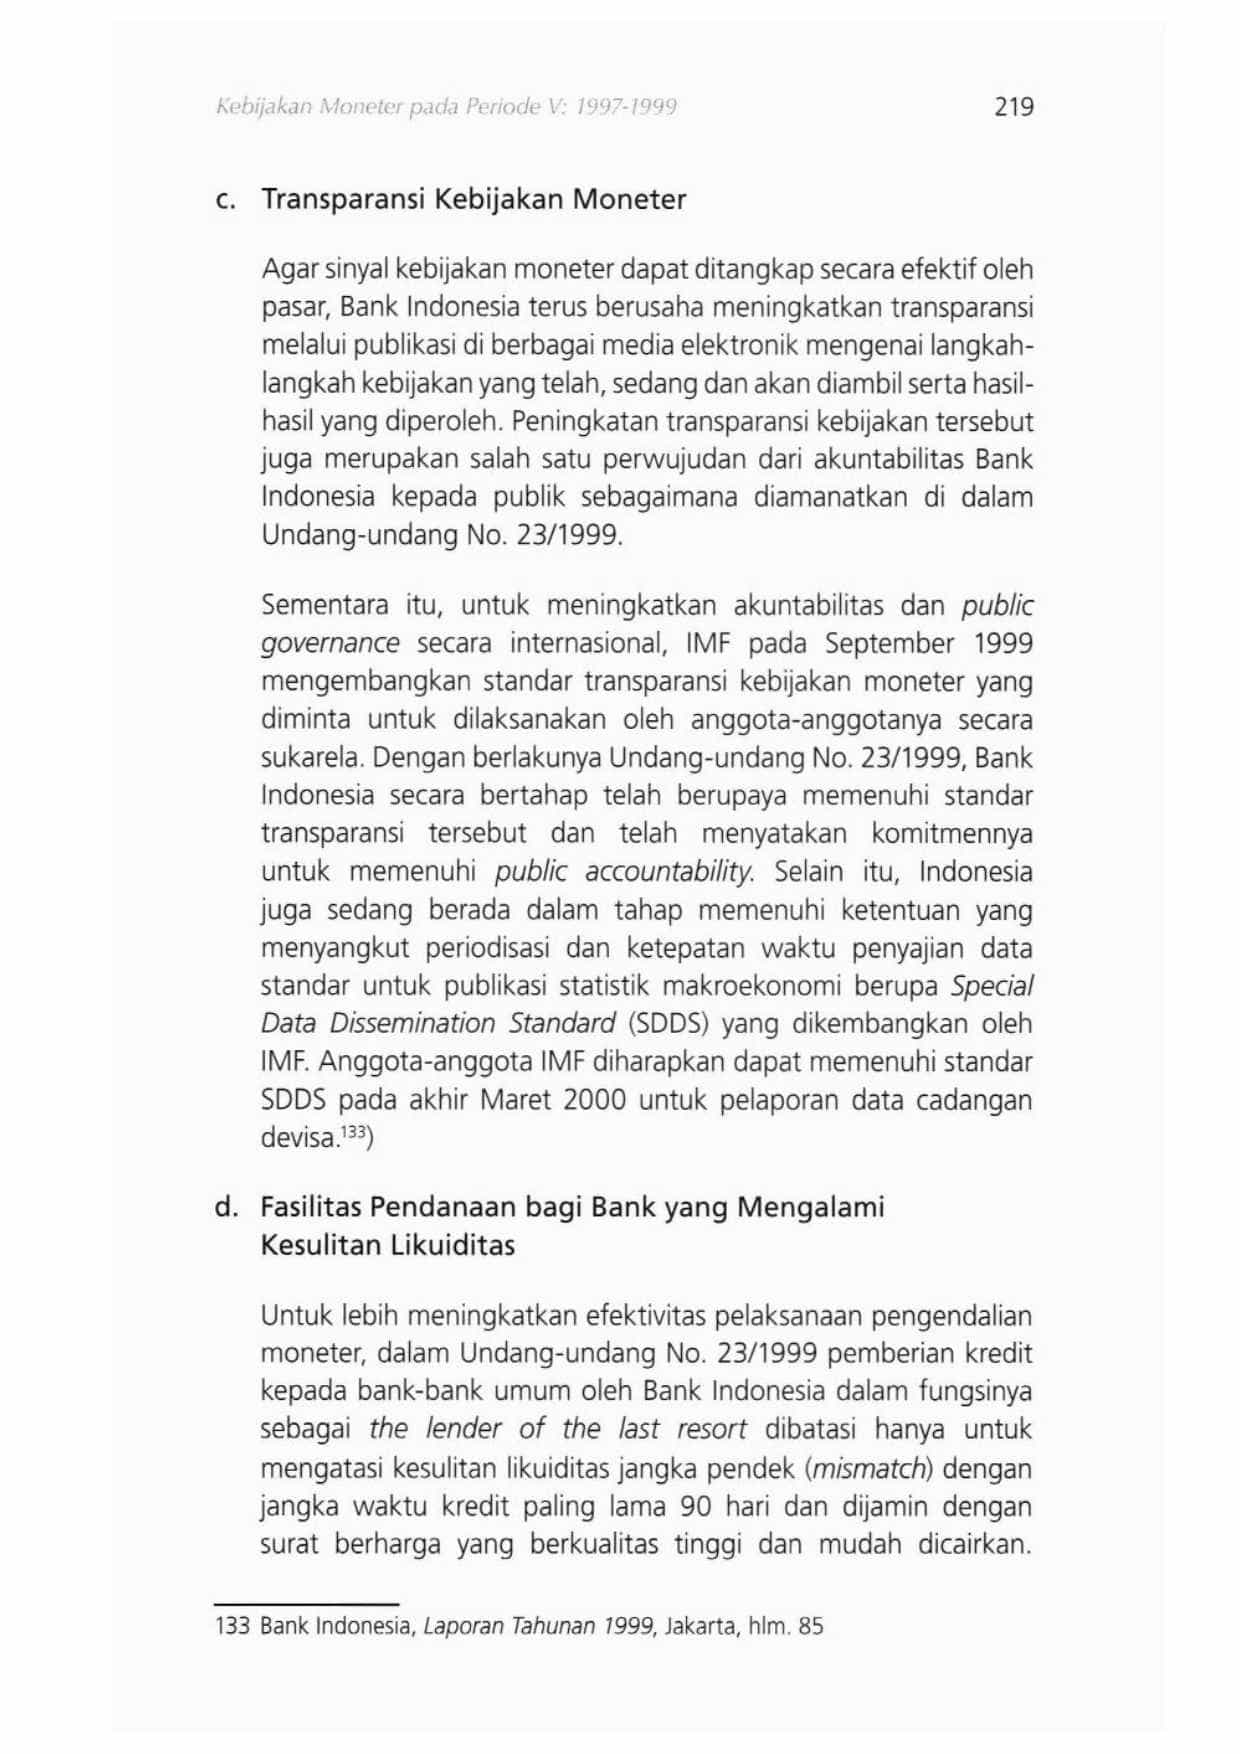 Kebijakan Moneter pada Periode V: 1997-1999 219
c. Transparansi Kebijakan Moneter
Agar sinyal kebijakan moneter dapat ditangkap secara efektif oleh
pasar, Bank Indonesia terus berusaha meningkatkan transparansi
melalui publikasi di berbagai media elektronik mengenai langkah-
langkah kebijakan yang telah, sedang dan akan diambil serta hasil-
hasil yang diperoleh. Peningkatan transparansi kebijakan tersebut
juga merupakan salah satu perwujudan dari akuntabilitas Bank
Indonesia kepada publik sebagaimana diamanatkan di dalam
Undang-undang No. 23/1999.
Sementara itu, untuk meningkatkan akuntabilitas dan public
governance secara internasional, IMF pada September 1999
mengembangkan standar transparansi kebijakan moneter yang
diminta untuk dilaksanakan oleh anggota-anggotanya secara
sukarela. Dengan berlakunya Undang-undang No. 23/1999, Bank
Indonesia secara bertahap telah berupaya memenuhi standar
transparansi tersebut dan telah menyatakan komitmennya
untuk memenuhi public accountability. Selain itu, Indonesia
juga sedang berada dalam tahap memenuhi ketentuan yang
menyangkut periodisasi dan ketepatan waktu penyajian data
standar untuk publikasi statistik makroekonomi berupa Special
Data Dissemination Standard (SDDS) yang dikembangkan oleh
IMF. Anggota-anggota IMF diharapkan dapat memenuhi standar
SDDS pada akhir Maret 2000 untuk pelaporan data cadangan
devisa.¹³³)
d. Fasilitas Pendanaan bagi Bank yang Mengalami
Kesulitan Likuiditas
Untuk lebih meningkatkan efektivitas pelaksanaan pengendalian
moneter, dalam Undang-undang No. 23/1999 pemberian kredit
kepada bank-bank umum oleh Bank Indonesia dalam fungsinya
sebagai the lender of the last resort dibatasi hanya untuk
mengatasi kesulitan likuiditas jangka pendek (mismatch) dengan
jangka waktu kredit paling lama 90 hari dan dijamin dengan
surat berharga yang berkualitas tinggi dan mudah dicairkan.
133 Bank Indonesia, Laporan Tahunan 1999, Jakarta, hlm. 85